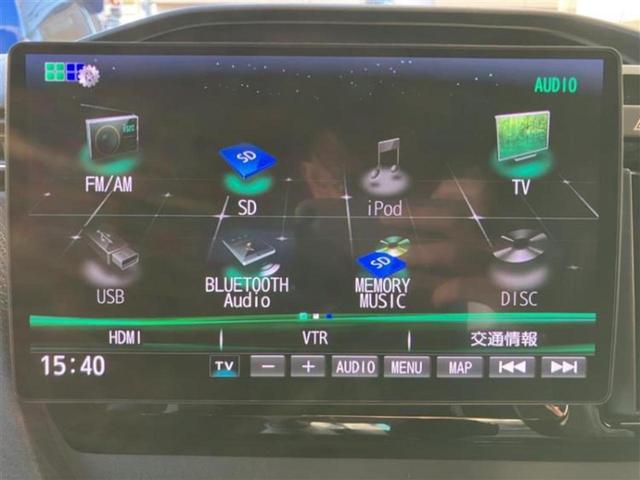 AUDIO
FM/AM
SD
SD
iPod
TV
USB
BLUETOOTH
Audio
SD
MEMORY
MUSIC
DISC
HDMI
VTR
交通情報
15:40
TV
−
+
AUDIO
MENU
MAP